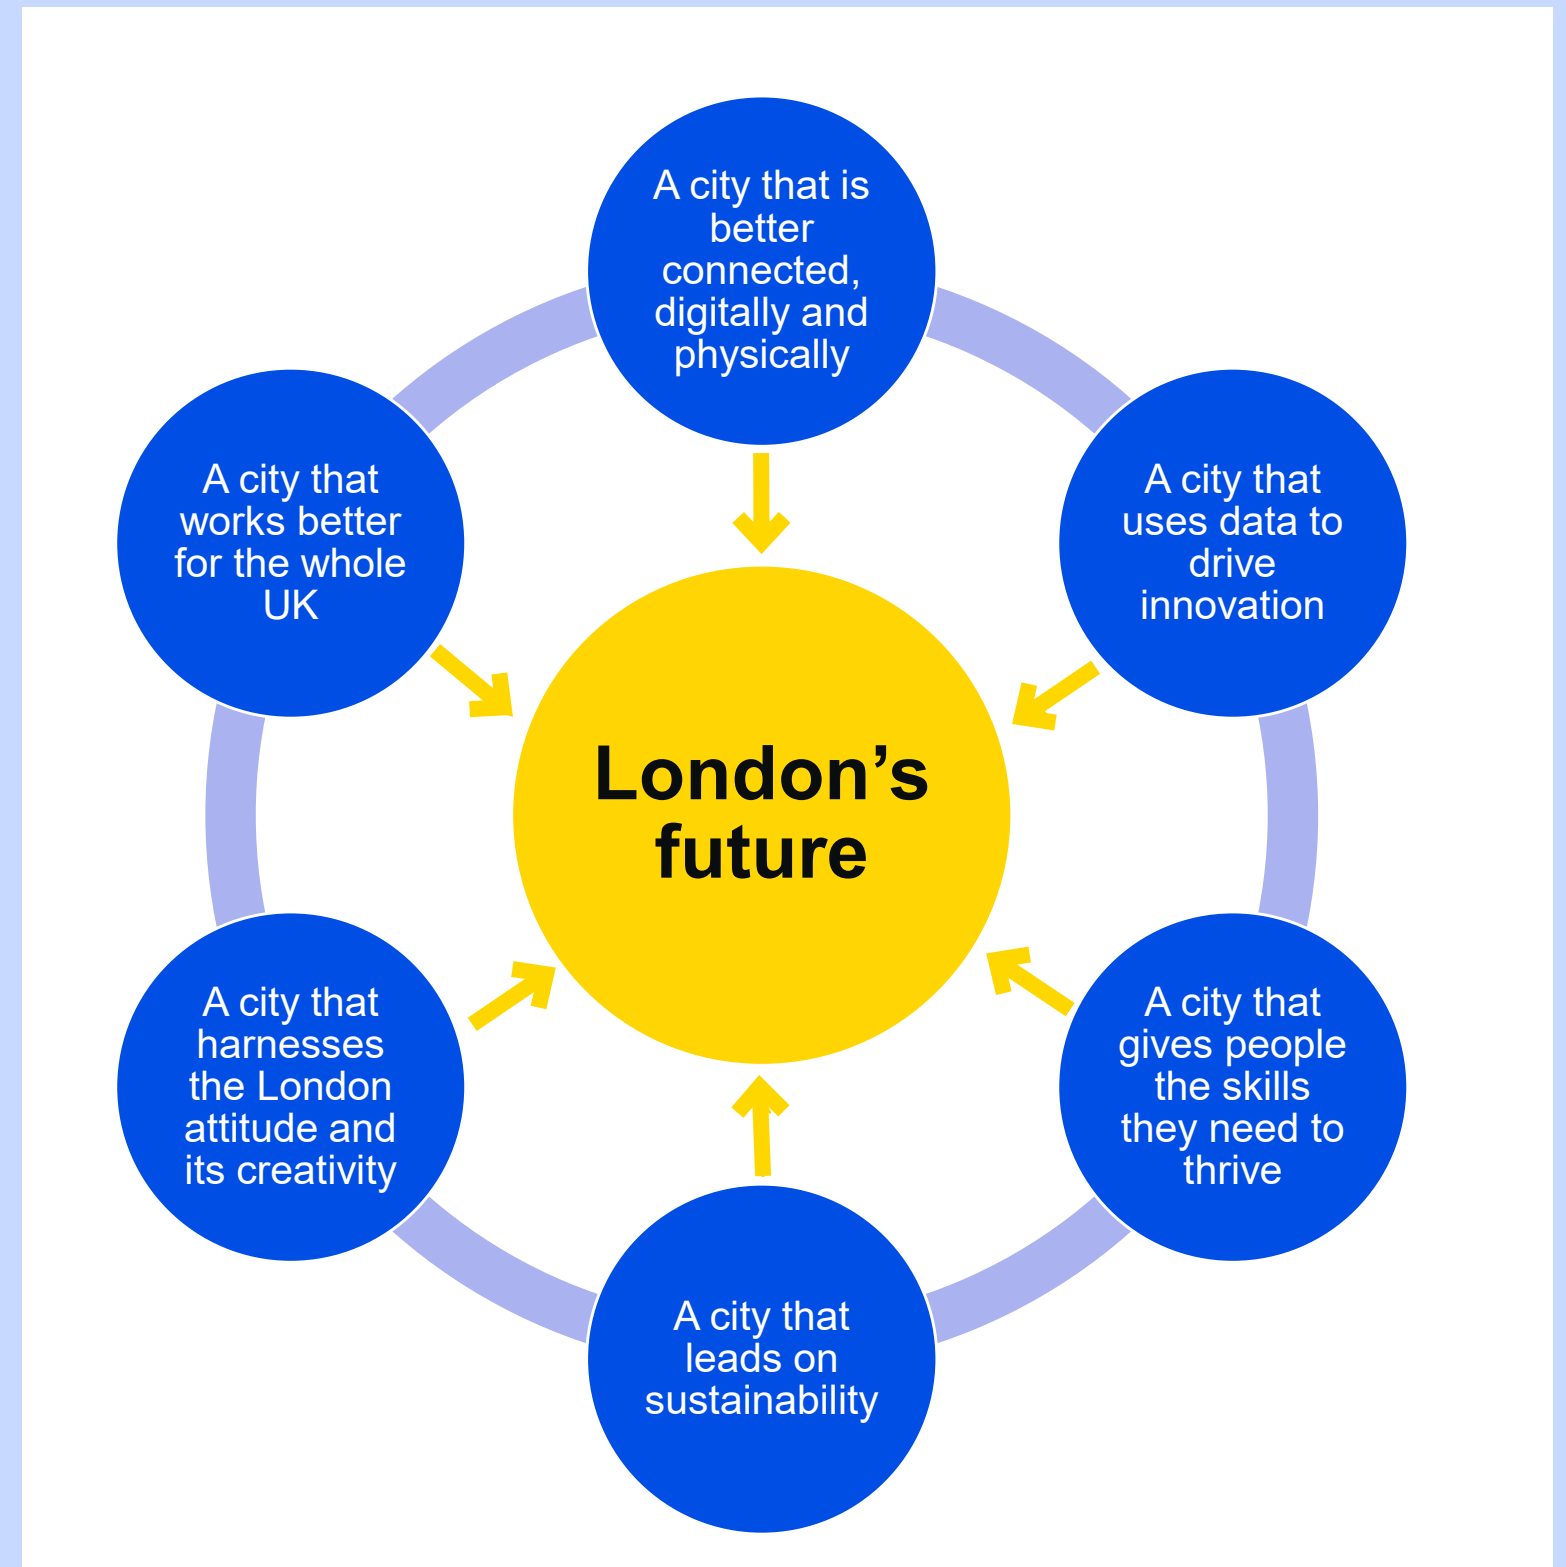 A city that is
better
connected,
digitally and
physically
A city that
uses data to
drive
innovation
A city that
gives people
the skills
they need to
thrive
A city that
leads on
sustainability
A city that
harnesses
the London
attitude and
its creativity
A city that
works better
for the whole
UK
London’s
future